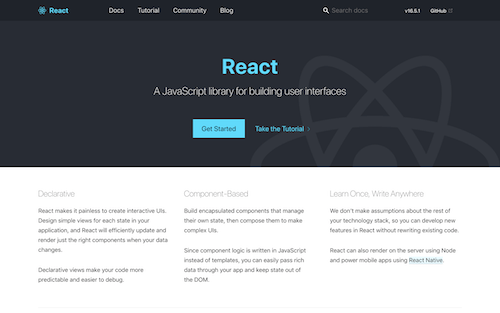 React Docs Tutorial Community Blog Search docs v16.5.1 GitHub
React
A JavaScript library for building user interfaces
Get Started Take the Tutorial
Declarative
React makes it painless to create interactive UIs.
Design simple views for each state in your
application, and React will efficiently update and
render just the right components when your data
changes.
Declarative views make your code more
predictable and easier to debug.
Component-Based
Build encapsulated components that manage
their own state, then compose them to make
complex UIs.
Since component logic is written in JavaScript
instead of templates, you can easily pass rich
data through your app and keep state out of
the DOM.
Learn Once, Write Anywhere
We don't make assumptions about the rest of
your technology stack, so you can develop new
features in React without rewriting existing code.
React can also render on the server using Node
and power mobile apps using React Native.